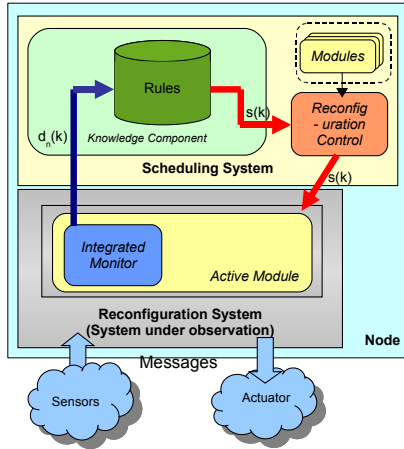 Modules
Rules
Reconfig
- uration
Control
s(k)
d_n(k)
Knowledge Component
Scheduling System
s(k)
Integrated
Monitor
Active Module
Reconfiguration System
(System under observation)
Node
Messages
Sensors
Actuator